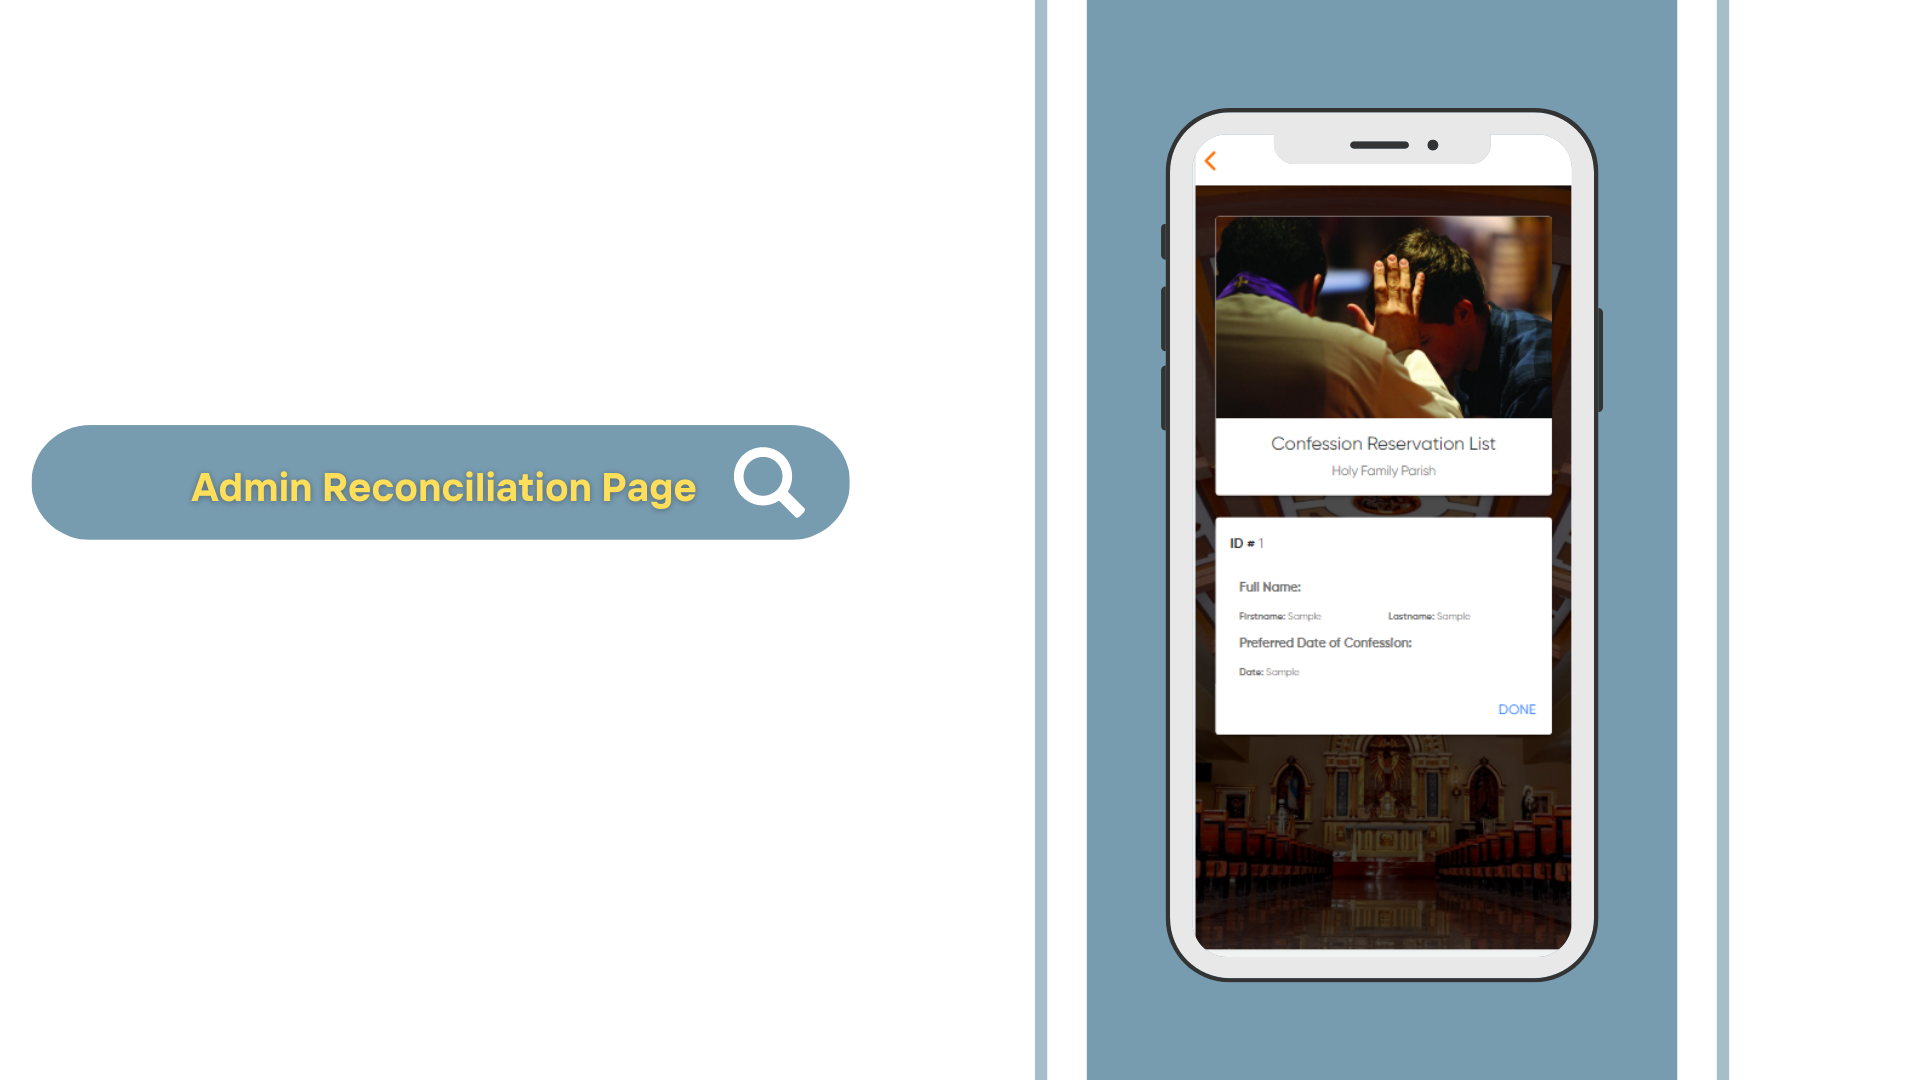 Admin Reconciliation Page
Confession Reservation List
Holy Family Parish
ID # 1
Full Name:
Firstname: Sample Lastname: Sample
Preferred Date of Confession:
Date: Sample
DONE